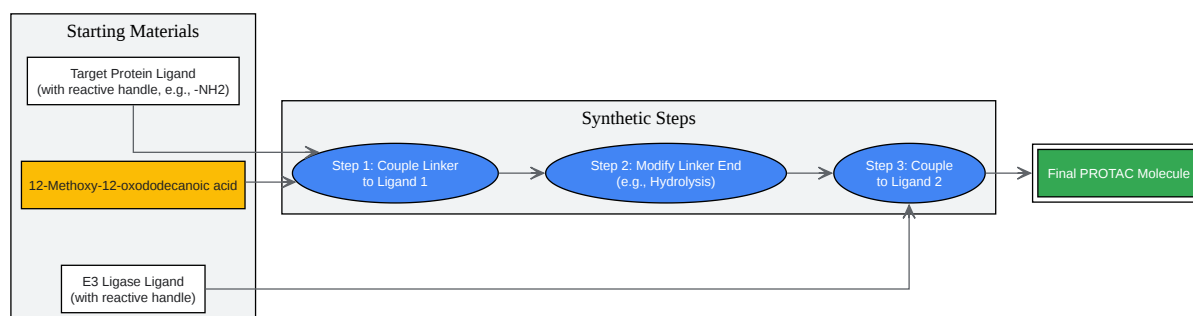 Starting Materials
Target Protein Ligand
(with reactive handle, e.g., -NH2)
12-Methoxy-12-oxododecanoic acid
E3 Ligase Ligand
(with reactive handle)
Synthetic Steps
Step 1: Couple Linker
to Ligand 1
Step 2: Modify Linker End
(e.g., Hydrolysis)
Step 3: Couple
to Ligand 2
Final PROTAC Molecule